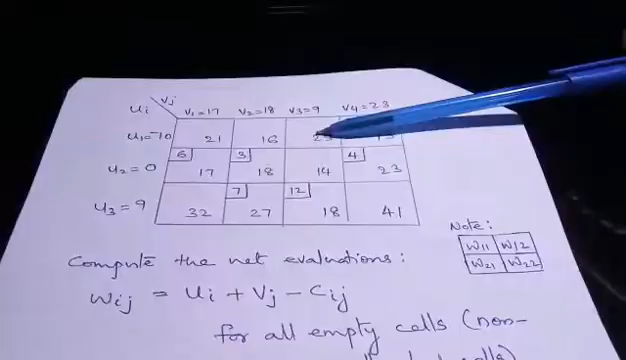 ui vj v1=17 v2=18 v3=9 v4=23
u1=-10 21 16
u2=0 6 17 3 18 14 4 23
u3=9 32 7 27 12 18 41
Note:
w11 w12
w21 w22
Compute the net evaluations:
wij = ui + vj - cij
for all empty cells (non-